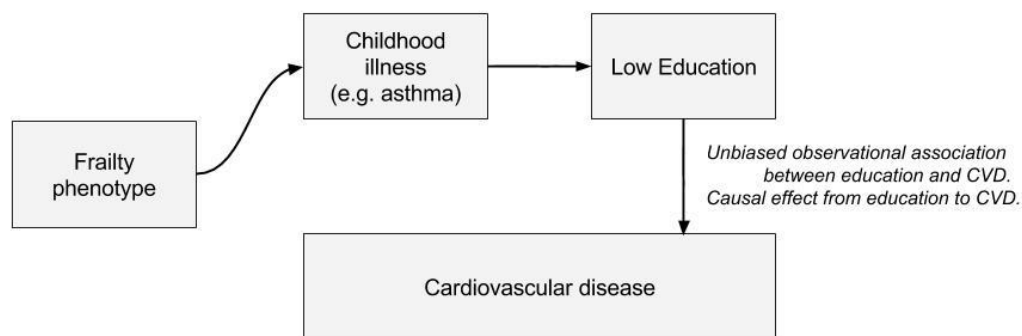 Childhood
illness
(e.g. asthma)
Low Education
Frailty
phenotype
Unbiased observational association
between education and CVD.
Causal effect from education to CVD.
Cardiovascular disease